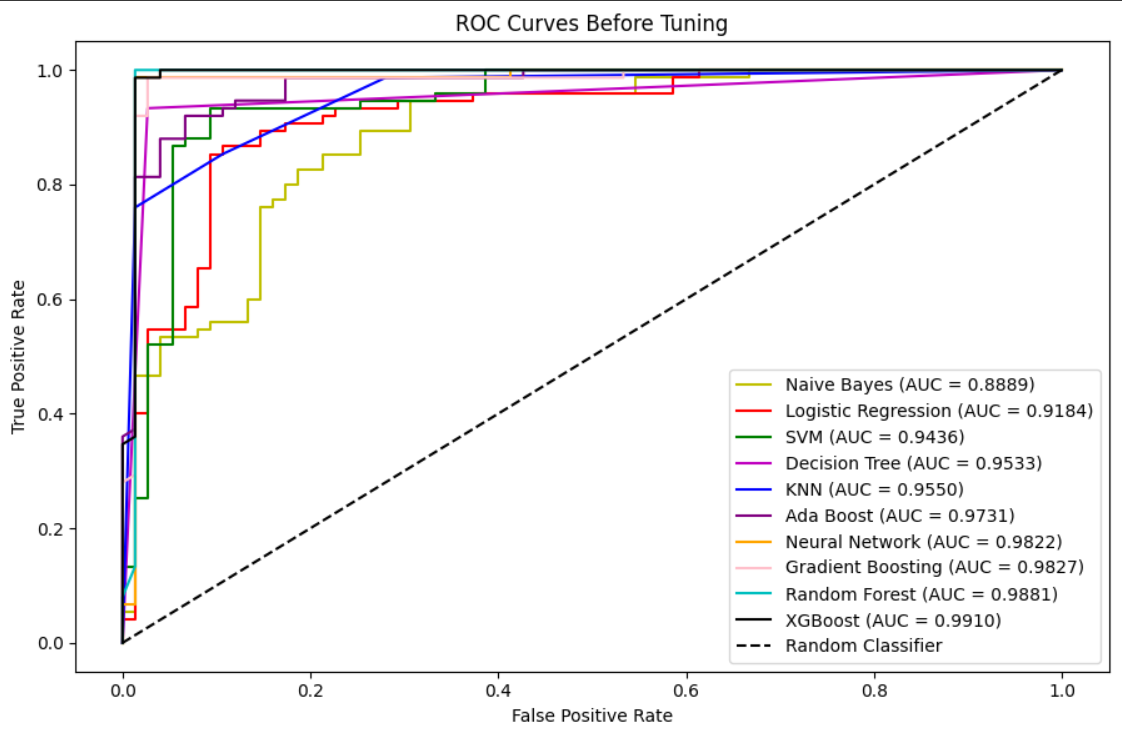 ROC Curves Before Tuning
True Positive Rate
1.0
0.8
0.6
0.4
0.2
0.0
Naive Bayes (AUC = 0.8889)
Logistic Regression (AUC = 0.9184)
SVM (AUC = 0.9436)
Decision Tree (AUC = 0.9533)
KNN (AUC = 0.9550)
Ada Boost (AUC = 0.9731)
Neural Network (AUC = 0.9822)
Gradient Boosting (AUC = 0.9827)
Random Forest (AUC = 0.9881)
XGBoost (AUC = 0.9910)
Random Classifier
0.0 0.2 0.4 0.6 0.8 1.0
False Positive Rate